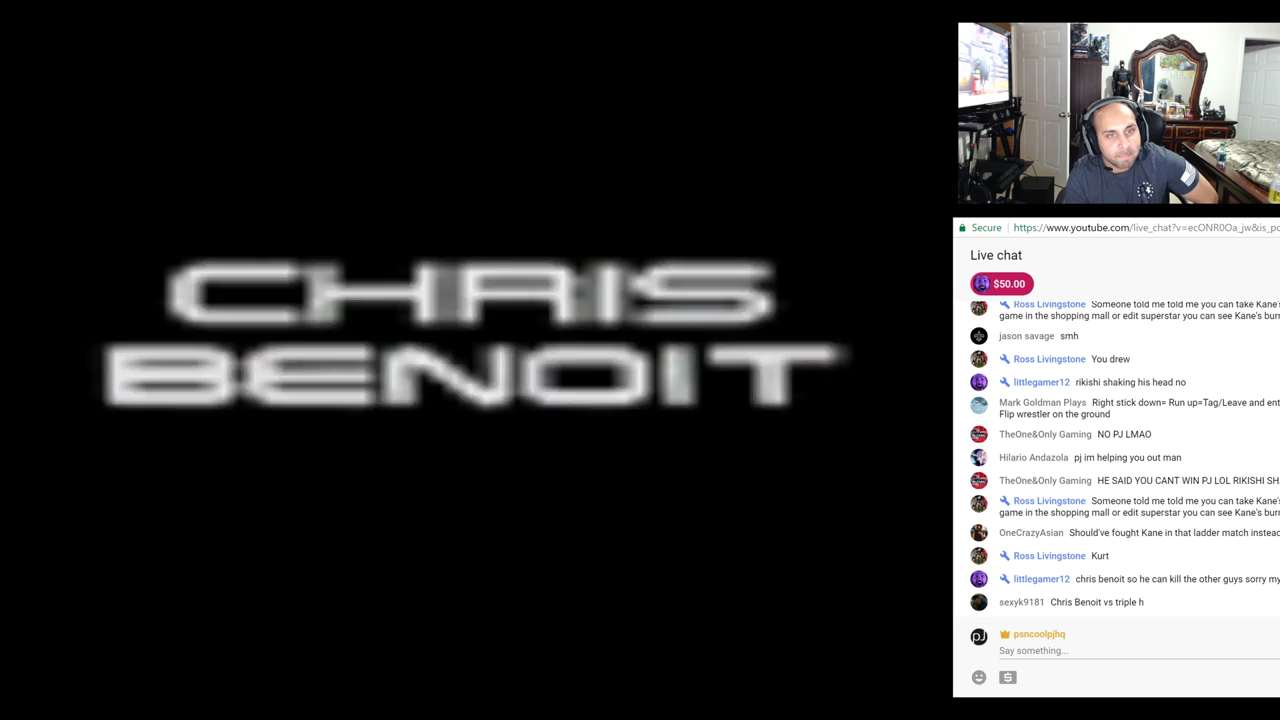 CHRIS
BENOIT
Secure
https://www.youtube.com/live_chat?v=ecONR0Oa_jw&is_po
Live chat
$50.00
Ross Livingstone Someone told me told me you can take Kane's
game in the shopping mall or edit superstar you can see Kane's burn
jason savage smh
Ross Livingstone You drew
littlegamer12 rikishi shaking his head no
Mark Goldman Plays Right stick down= Run up=Tag/Leave and ent
Flip wrestler on the ground
TheOne&Only Gaming NO PJ LMAO
Hilario Andazola pj im helping you out man
TheOne&Only Gaming HE SAID YOU CANT WIN PJ LOL RIKISHI SH
Ross Livingstone Someone told me told me you can take Kane's
game in the shopping mall or edit superstar you can see Kane's burn
OneCrazyAsian Should've fought Kane in that ladder match instead
Ross Livingstone Kurt
littlegamer12 chris benoit so he can kill the other guys sorry my
sexyk9181 Chris Benoit vs triple h
pj
psncoolpjhq
Say something...